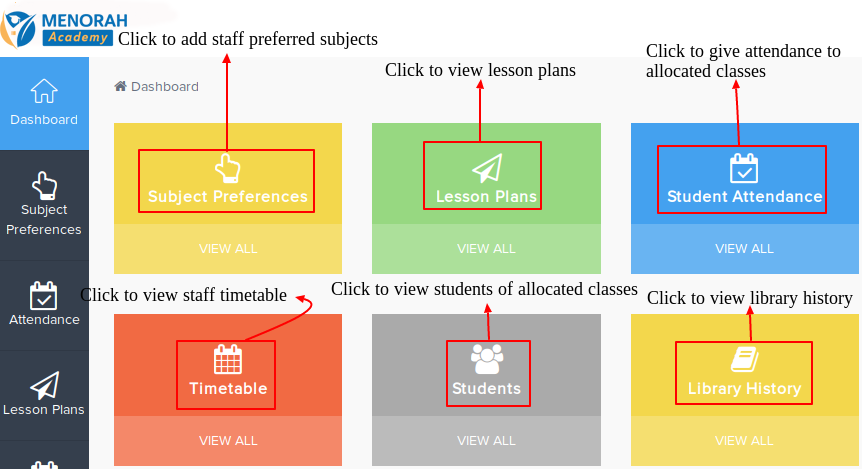 MENORAH
Academy
Click to add staff preferred subjects
Click to view lesson plans
Click to give attendance to
allocated classes
Dashboard
Dashboard
Subject
Preferences
Attendance
Lesson Plans
Subject Preferences
VIEW ALL
Lesson Plans
VIEW ALL
Student Attendance
VIEW ALL
Click to view staff timetable
Click to view students of allocated classes
Click to view library history
Timetable
VIEW ALL
Students
VIEW ALL
Library History
VIEW ALL